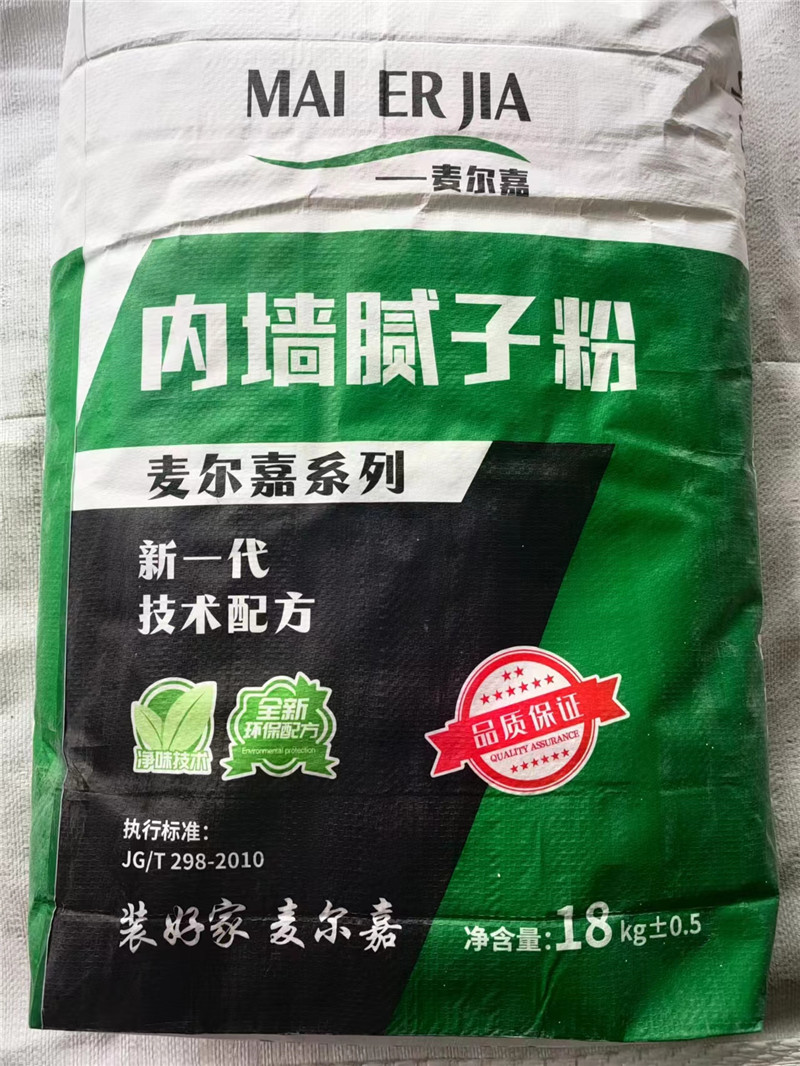 MAI ER JIA
—麦尔嘉
内墙腻子粉
麦尔嘉系列
新一代
技术配方
净味技术
全新
环保配方
Environmental protection
品质保证
QUALITY ASSURANCE
执行标准：
JG/T 298-2010
装好家 麦尔嘉
净含量：18kg±0.5